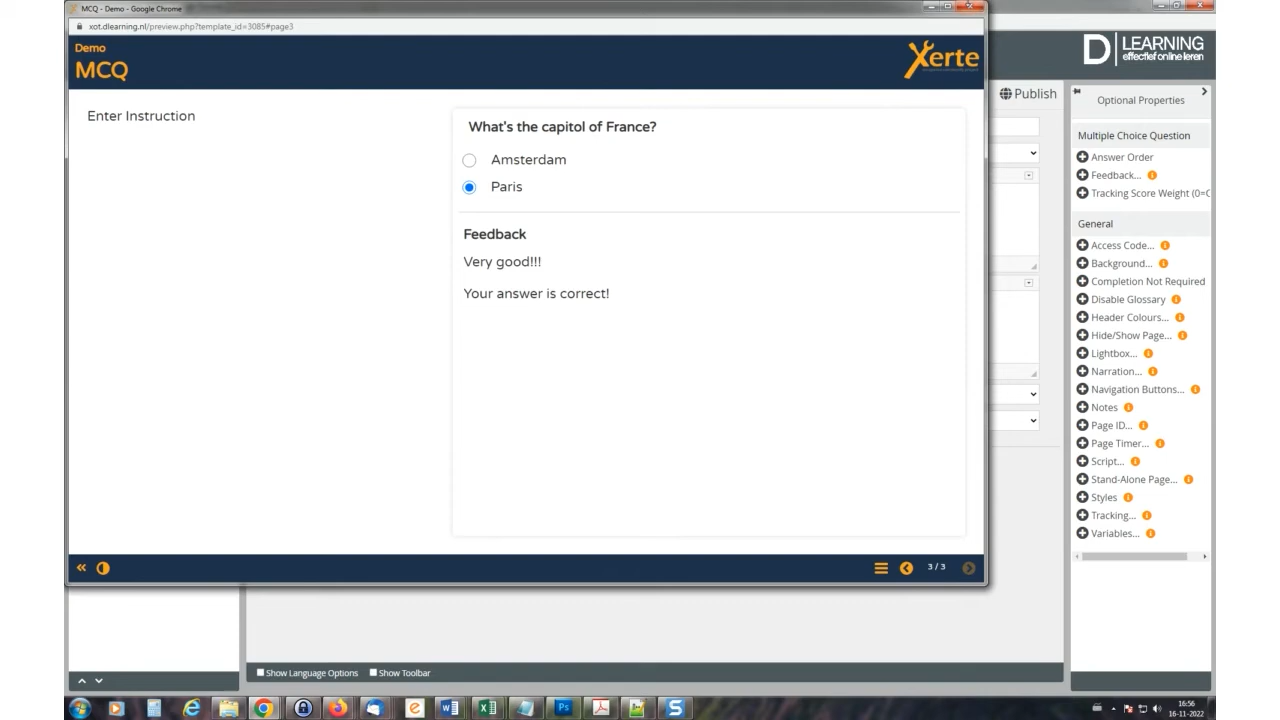 MCQ - Demo - Google Chrome
xot.dlearning.nl/preview.php?template_id=3085#page3
Demo
MCQ
Xerte
Enter Instruction
What's the capitol of France?
Amsterdam
Paris
Feedback
Very good!!!
Your answer is correct!
3 / 3
D LEARNING
effectief online leren
Publish
Optional Properties
Multiple Choice Question
Answer Order
Feedback...
Tracking Score Weight (0=
General
Access Code...
Background...
Completion Not Required
Disable Glossary
Header Colours...
Hide/Show Page...
Lightbox...
Narration...
Navigation Buttons...
Notes
Page ID...
Page Timer...
Script...
Stand-Alone Page...
Styles
Tracking...
Variables...
Show Language Options
Show Toolbar
16:56
16-11-2022